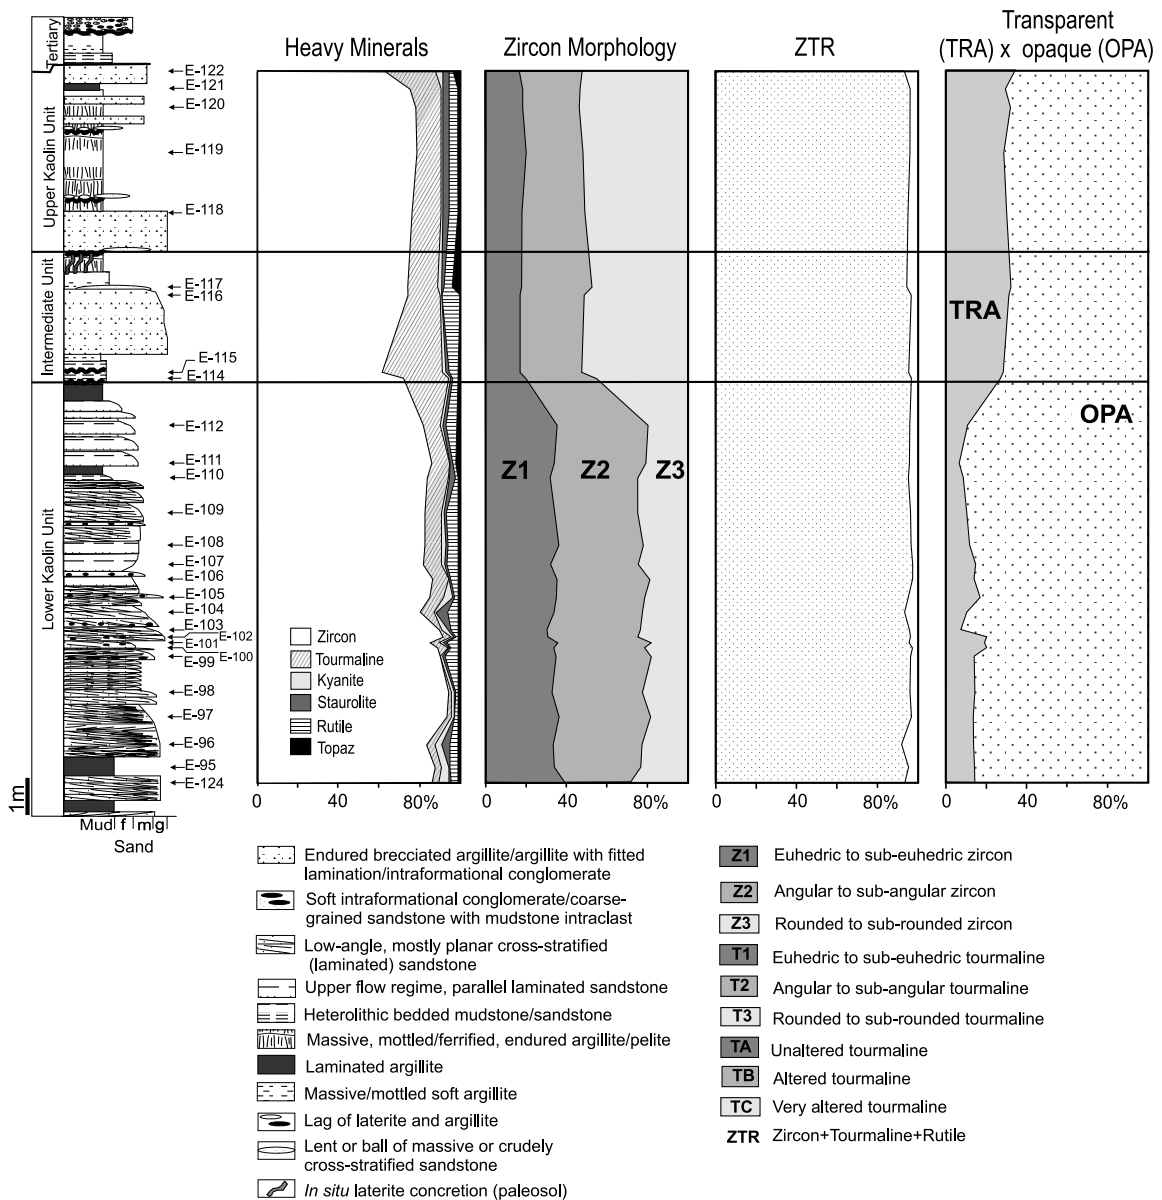 Heavy Minerals
Zircon Morphology
ZTR
Transparent
(TRA) x opaque (OPA)
Tertiary
Upper Kaolin Unit
Intermediate Unit
Lower Kaolin Unit
E-122
E-121
E-120
E-119
E-118
E-117
E-116
E-115
E-114
E-112
E-111
E-110
E-109
E-108
E-107
E-106
E-105
E-104
E-103
E-102
E-101
E-100
E-99
E-98
E-97
E-96
E-95
E-124
1m
Mud f m g
Sand
Zircon
Tourmaline
Kyanite
Staurolite
Rutile
Topaz
Z1
Z2
Z3
TRA
OPA
0 40 80%
0 40 80%
0 40 80%
0 40 80%
Endured brecciated argillite/argillite with fitted
lamination/intraformational conglomerate
Soft intraformational conglomerate/coarse-
grained sandstone with mudstone intraclast
Low-angle, mostly planar cross-stratified
(laminated) sandstone
Upper flow regime, parallel laminated sandstone
Heterolithic bedded mudstone/sandstone
Massive, mottled/ferrified, endured argillite/pelite
Laminated argillite
Massive/mottled soft argillite
Lag of laterite and argillite
Lent or ball of massive or crudely
cross-stratified sandstone
In situ laterite concretion (paleosol)
Z1 Euhedric to sub-euhedric zircon
Z2 Angular to sub-angular zircon
Z3 Rounded to sub-rounded zircon
T1 Euhedric to sub-euhedric tourmaline
T2 Angular to sub-angular tourmaline
T3 Rounded to sub-rounded tourmaline
TA Unaltered tourmaline
TB Altered tourmaline
TC Very altered tourmaline
ZTR Zircon+Tourmaline+Rutile